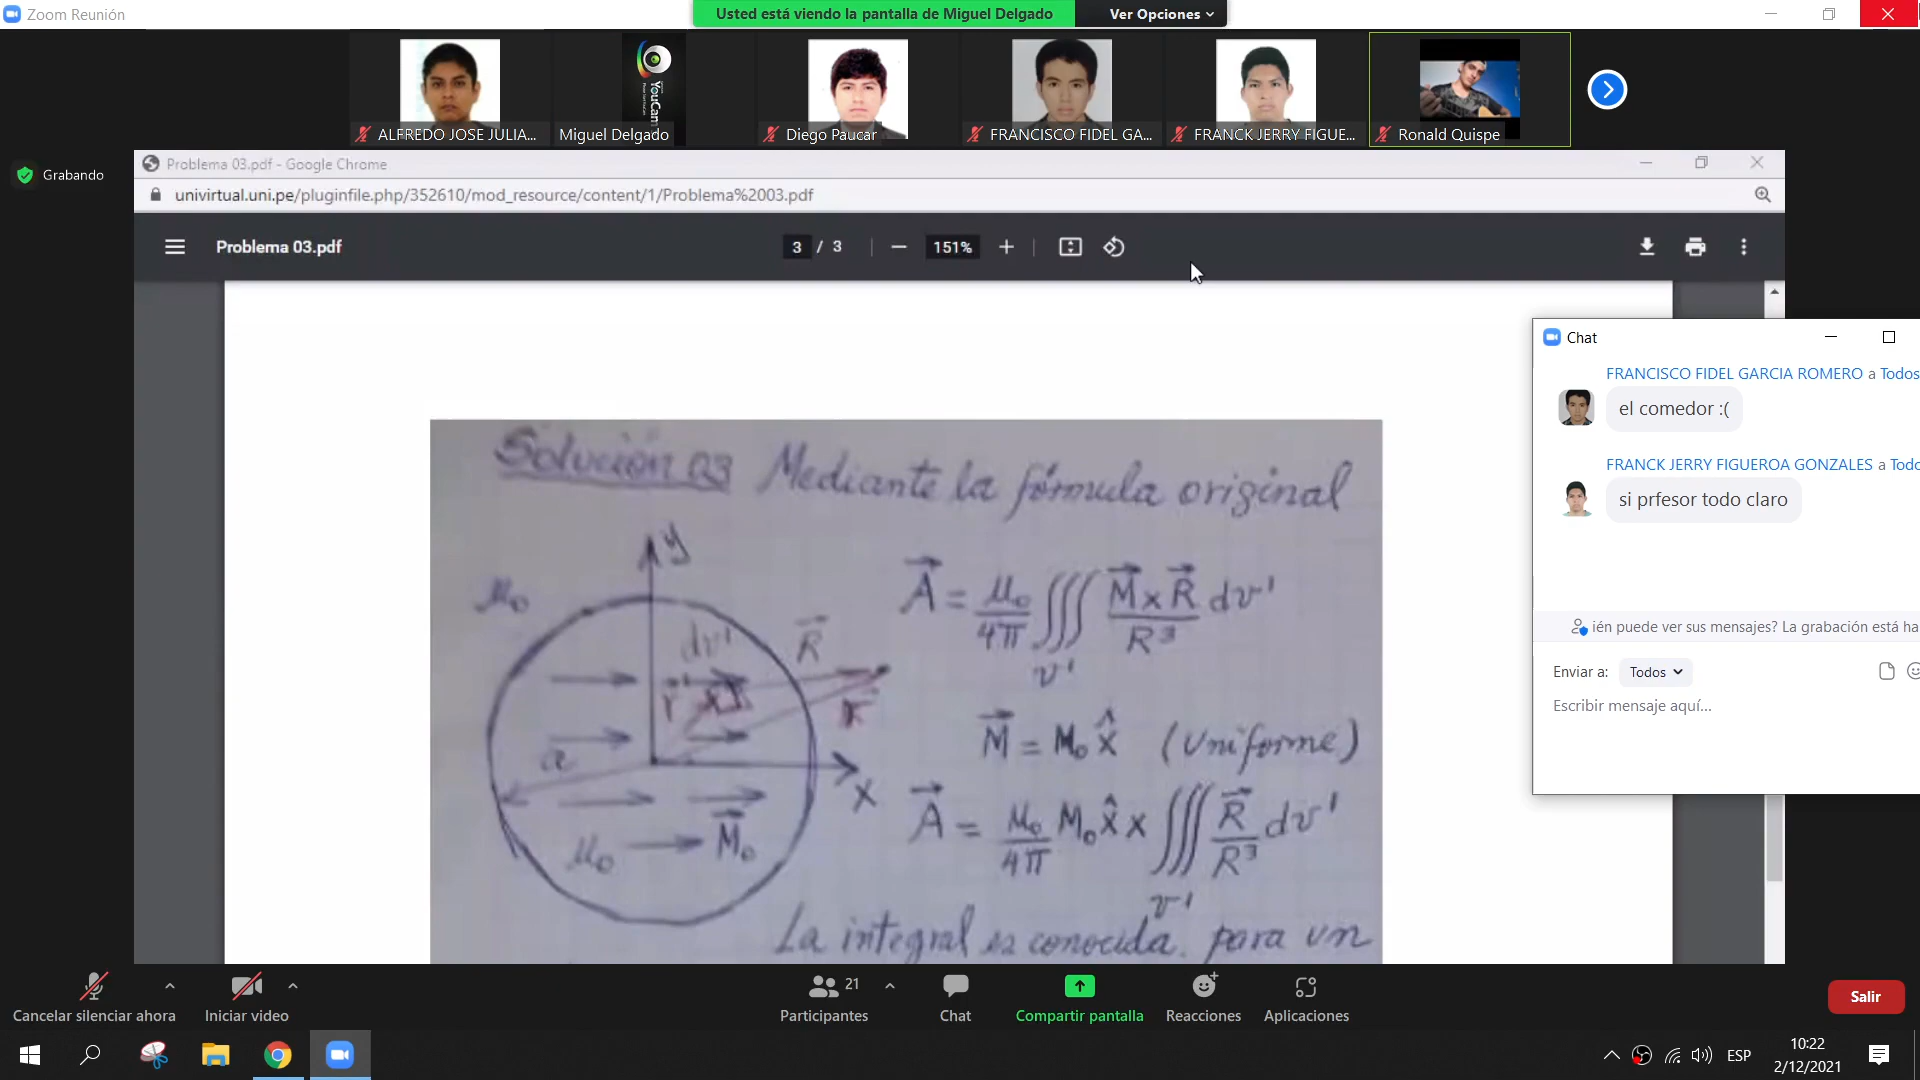 Zoom Reunión
Usted está viendo la pantalla de Miguel Delgado
Ver Opciones
YouCam
ALFREDO JOSE JULIA...
Miguel Delgado
Diego Paucar
FRANCISCO FIDEL GA...
FRANCK JERRY FIGUE...
Ronald Quispe
Grabando
Problema 03.pdf - Google Chrome
univirtual.uni.pe/pluginfile.php/352610/mod_resource/content/1/Problema%2003.pdf
Problema 03.pdf
3 / 3
151%
Solución 03 Mediante la fórmula original
y
μ₀
dv'
R⃗
r⃗'
r⃗
a
x
μ₀
M⃗₀
A⃗ = μ₀/4π ∭v' M⃗ x R⃗/R³ dv'
M⃗ = M₀ x̂ (Uniforme)
A⃗ = μ₀/4π M₀ x̂ x ∭v' R⃗/R³ dv'
La integral es conocida, para un
Chat
FRANCISCO FIDEL GARCIA ROMERO a Todos
el comedor :(
FRANCK JERRY FIGUEROA GONZALES a Todo
si prfesor todo claro
ién puede ver sus mensajes? La grabación está ha
Enviar a: Todos
Escribir mensaje aquí...
Cancelar silenciar ahora
Iniciar video
21
Participantes
Chat
Compartir pantalla
Reacciones
Aplicaciones
Salir
ESP
10:22
2/12/2021